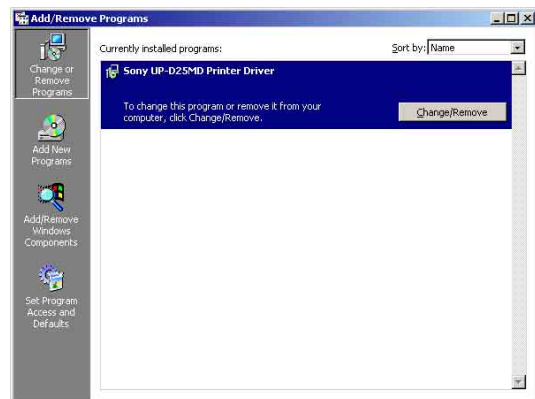 Add/Remove Programs
Change or
Remove
Programs
Currently installed programs:
Sort by: Name
Sony UP-D25MD Printer Driver
To change this program or remove it from your
computer, click Change/Remove.
Change/Remove
Add New
Programs
Add/Remove
Windows
Components
Set Program
Access and
Defaults